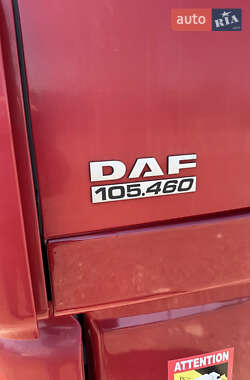 auto RIA
DAF
105.460
ATTENTION